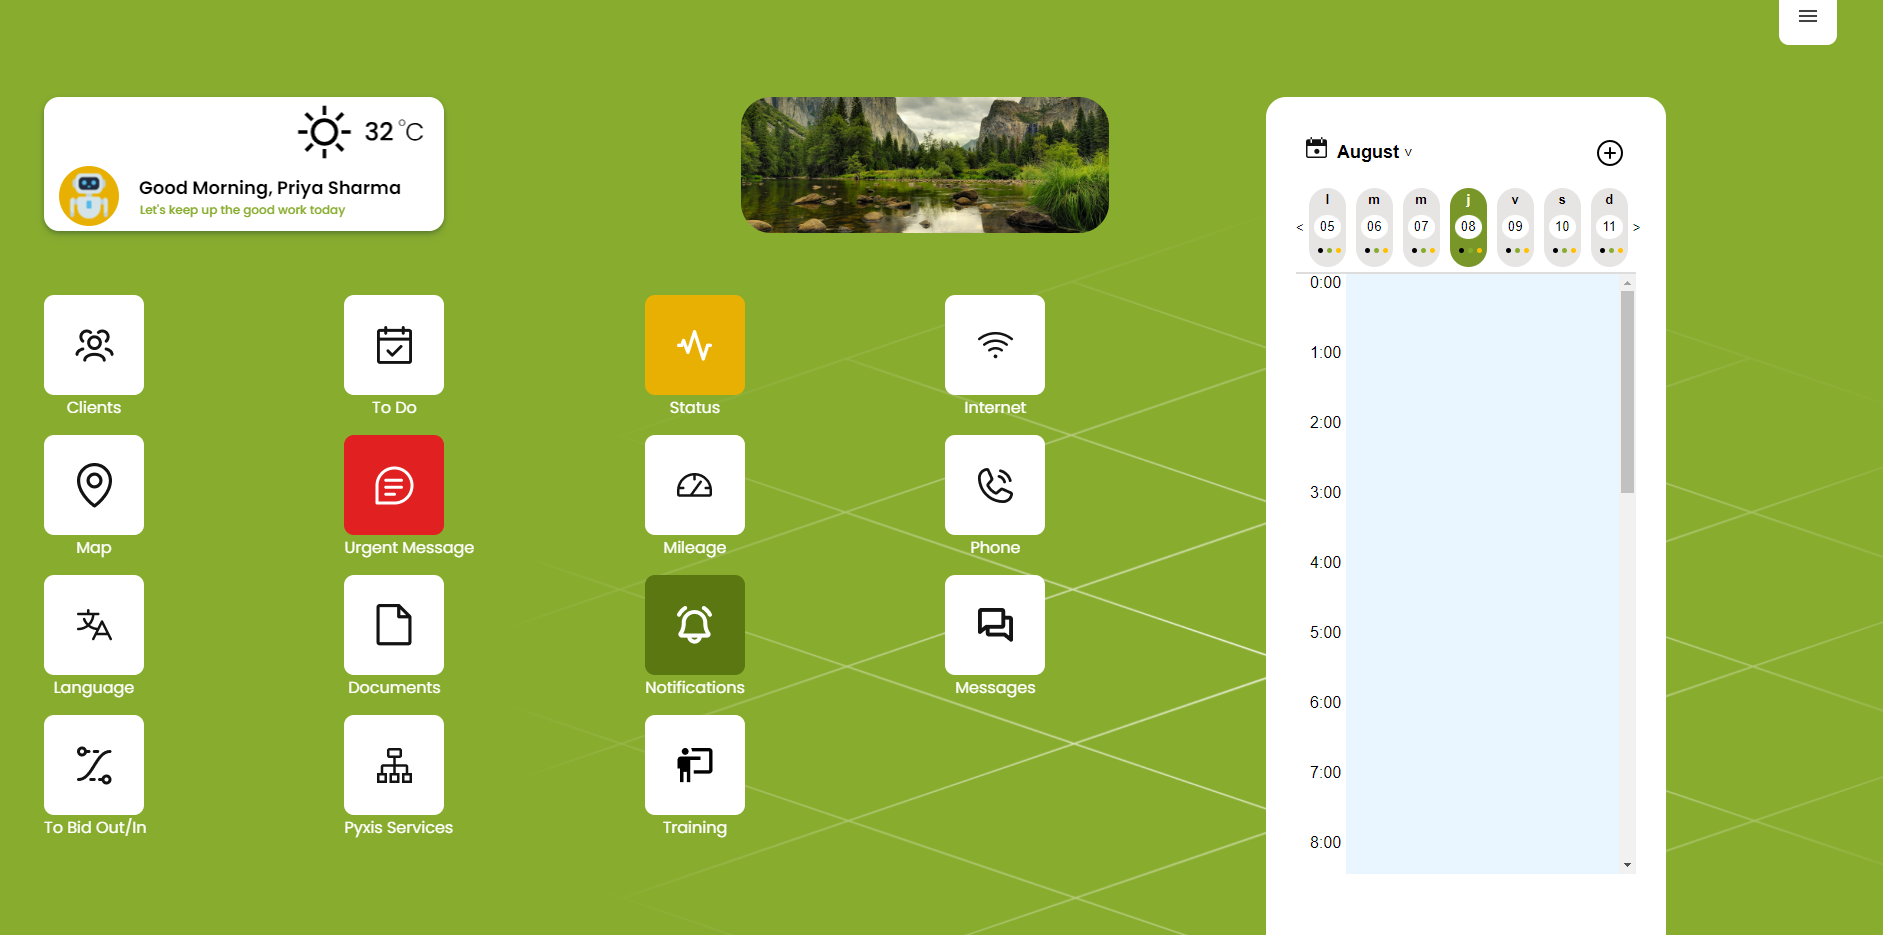 32 °C
Good Morning, Priya Sharma
Let's keep up the good work today
Clients
To Do
Status
Internet
Map
Urgent Message
Mileage
Phone
Language
Documents
Notifications
Messages
To Bid Out/In
Pyxis Services
Training
August v
l m m j v s d
< 05 06 07 08 09 10 11 >
0:00
1:00
2:00
3:00
4:00
5:00
6:00
7:00
8:00